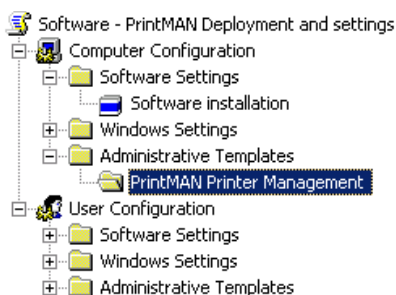 Software - PrintMAN Deployment and settings
Computer Configuration
Software Settings
Software installation
Windows Settings
Administrative Templates
PrintMAN Printer Management
User Configuration
Software Settings
Windows Settings
Administrative Templates